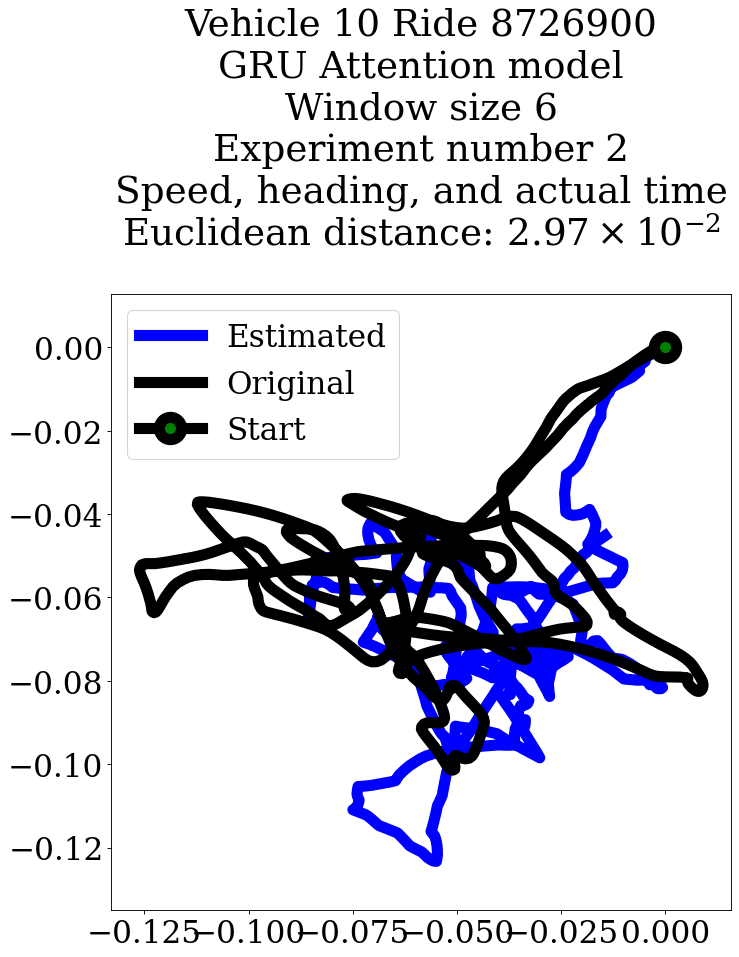 Vehicle 10 Ride 8726900
GRU Attention model
Window size 6
Experiment number 2
Speed, heading, and actual time
Euclidean distance: 2.97 × 10⁻²
Estimated
Original
Start
0.00
−0.02
−0.04
−0.06
−0.08
−0.10
−0.12
−0.125 −0.100 −0.075 −0.050 −0.025 0.000